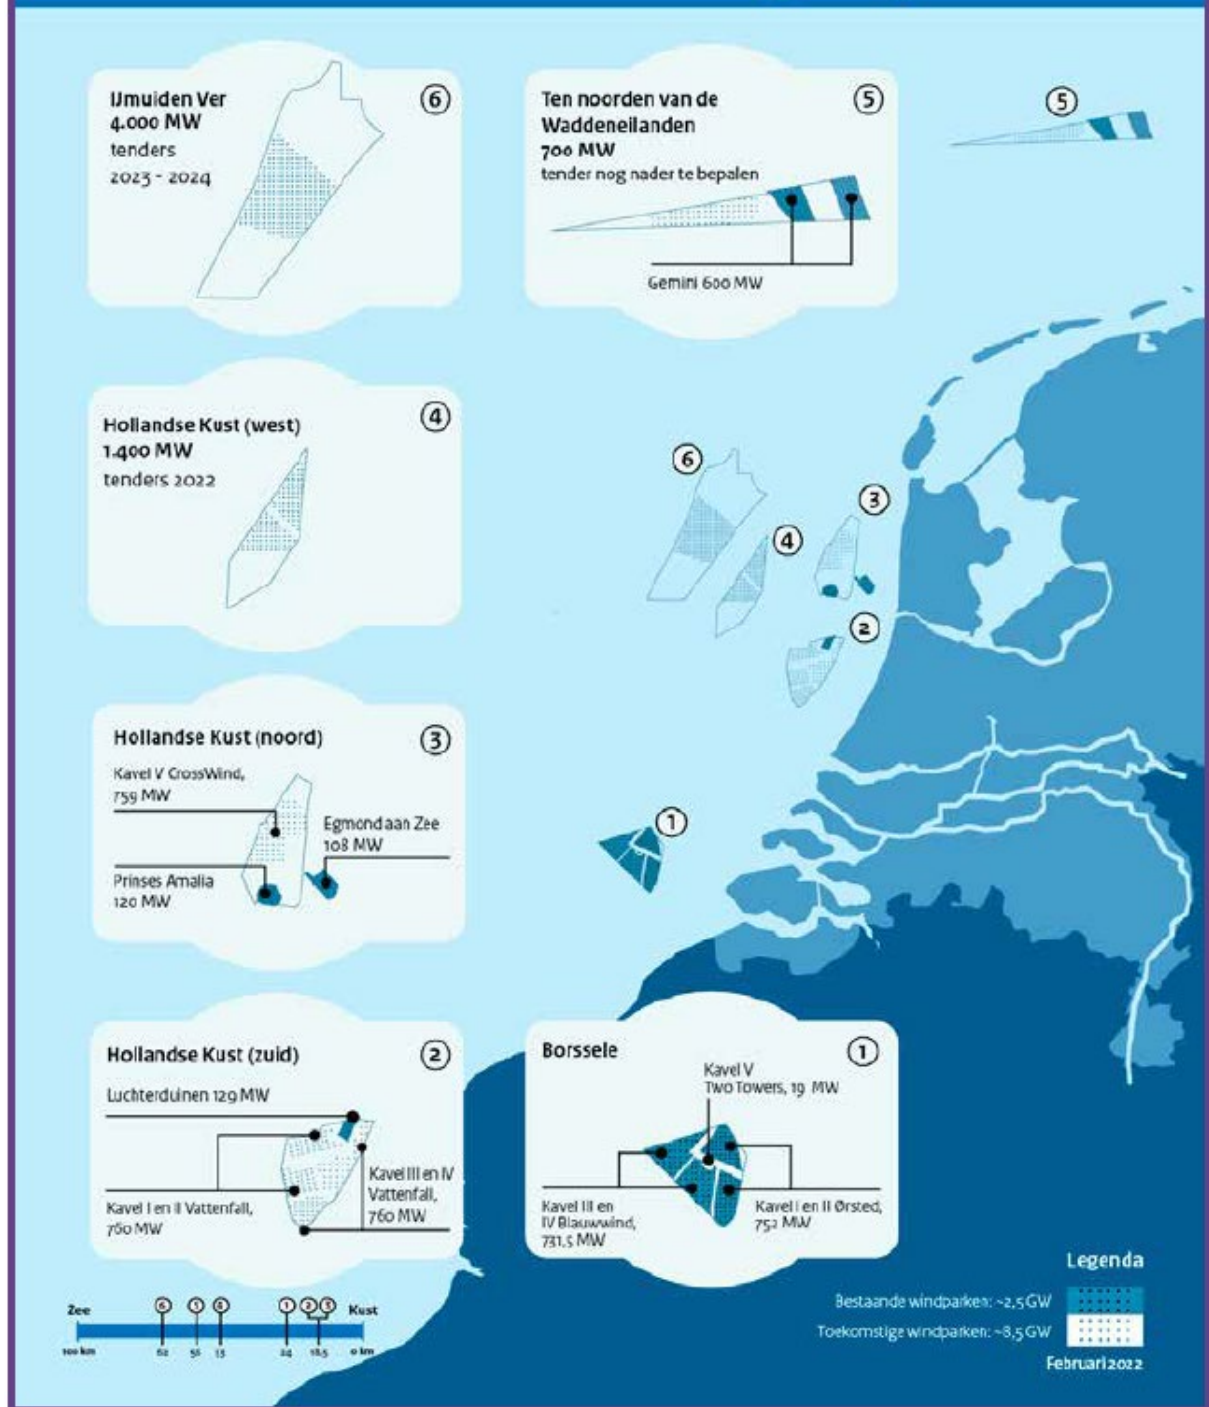 IJmuiden Ver
4.000 MW
tenders
2023 - 2024
6
Ten noorden van de
Waddeneilanden
700 MW
tender nog nader te bepalen
5
Gemini 600 MW
5
Hollandse Kust (west)
1.400 MW
tenders 2022
4
6
3
4
2
1
Hollandse Kust (noord)
3
Kavel V CrossWind,
759 MW
Egmond aan Zee
108 MW
Prinses Amalia
120 MW
Hollandse Kust (zuid)
2
Luchterduinen 129 MW
Kavel III en IV
Vattenfall,
760 MW
Kavel I en II Vattenfall,
760 MW
Borssele
1
Kavel V
Two Towers, 19 MW
Kavel III en
IV Blauwwind,
731,5 MW
Kavel I en II Ørsted,
752 MW
Legenda
Bestaande windparken: ~2,5 GW
Toekomstige windparken: ~8,5 GW
Februari 2022
Zee
6
1
2
3
Kust
100 km
62
24
18,5
0 km